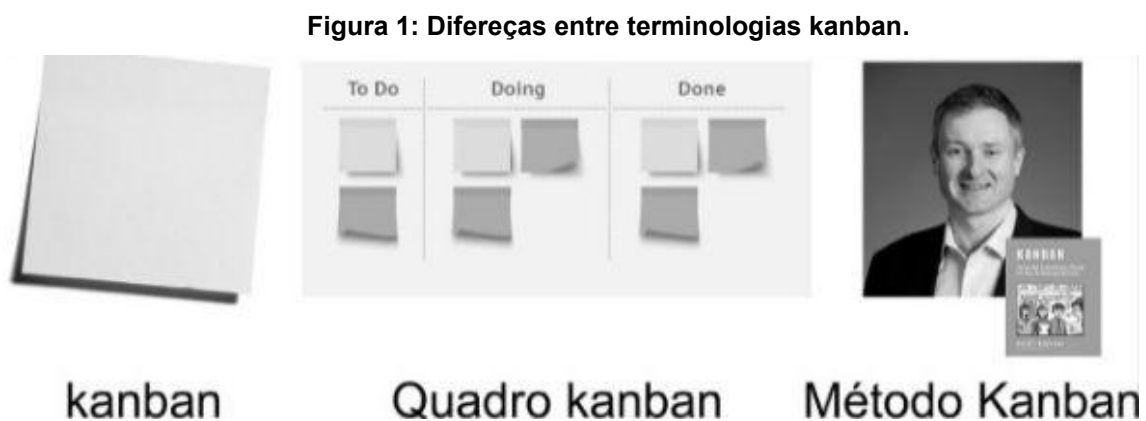 Figura 1: Difereças entre terminologias kanban.
To Do Doing Done
KANBAN
kanban Quadro kanban Método Kanban